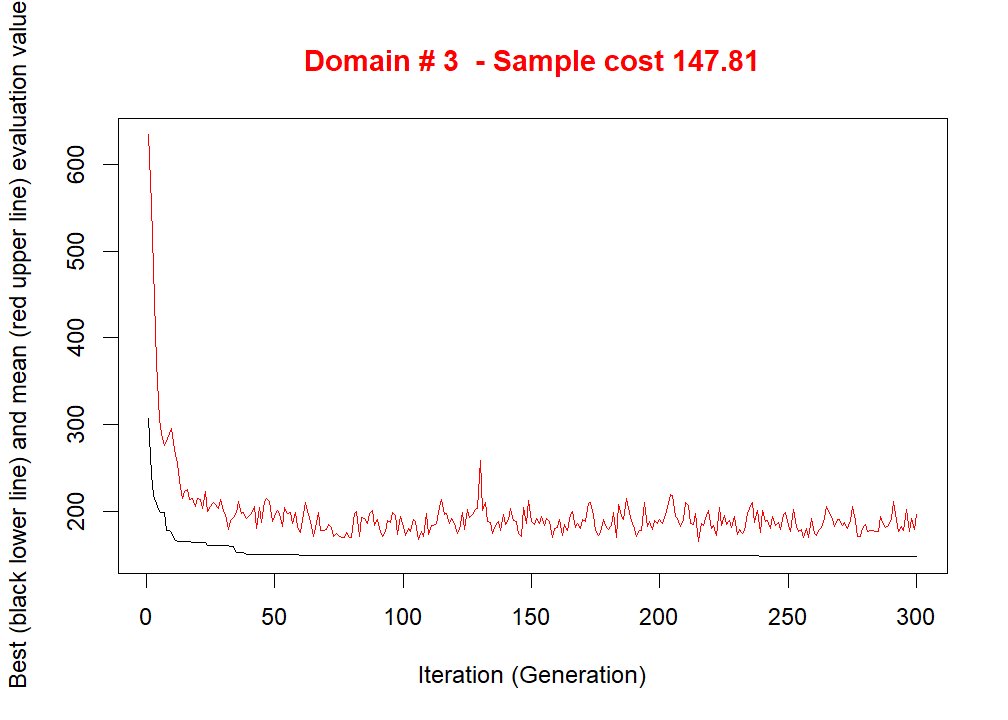 Domain # 3  - Sample cost 147.81
Best (black lower line) and mean (red upper line) evaluation value
600
500
400
300
200
0 50 100 150 200 250 300
Iteration (Generation)